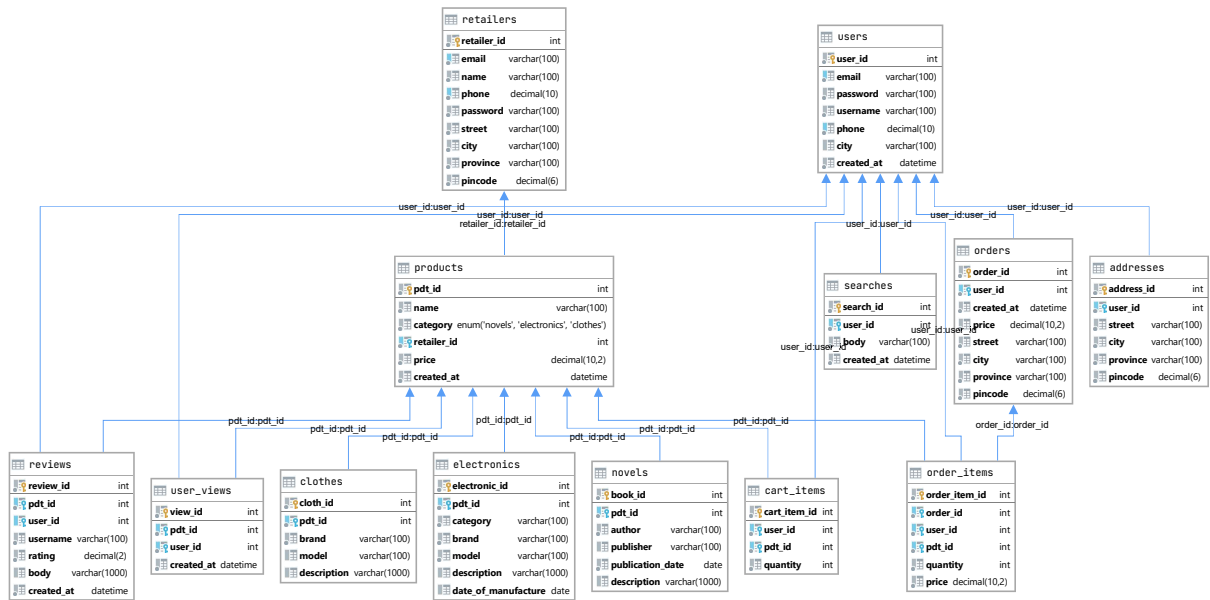 retailers
retailer_id int
email varchar(100)
name varchar(100)
phone decimal(10)
password varchar(100)
street varchar(100)
city varchar(100)
province varchar(100)
pincode decimal(6)
users
user_id int
email varchar(100)
password varchar(100)
username varchar(100)
phone decimal(10)
city varchar(100)
created_at datetime
user_id:user_id
user_id:user_id
retailer_id:retailer_id
user_id:user_id
user_id:user_id
user_id:user_id
products
pdt_id int
name varchar(100)
category enum('novels', 'electronics', 'clothes')
retailer_id int
price decimal(10,2)
created_at datetime
searches
search_id int
user_id int
body varchar(100)
created_at datetime
user_id:user_id
user_id:user_id
orders
order_id int
user_id int
created_at datetime
price decimal(10,2)
street varchar(100)
city varchar(100)
province varchar(100)
pincode decimal(6)
addresses
address_id int
user_id int
street varchar(100)
city varchar(100)
province varchar(100)
pincode decimal(6)
pdt_id:pdt_id
pdt_id:pdt_id
pdt_id:pdt_id
pdt_id:pdt_id
pdt_id:pdt_id
pdt_id:pdt_id
pdt_id:pdt_id
order_id:order_id
reviews
review_id int
pdt_id int
user_id int
username varchar(100)
rating decimal(2)
body varchar(1000)
created_at datetime
user_views
view_id int
pdt_id int
user_id int
created_at datetime
clothes
cloth_id int
pdt_id int
brand varchar(100)
model varchar(100)
description varchar(1000)
electronics
electronic_id int
pdt_id int
category varchar(100)
brand varchar(100)
model varchar(100)
description varchar(1000)
date_of_manufacture date
novels
book_id int
pdt_id int
author varchar(100)
publisher varchar(100)
publication_date date
description varchar(1000)
cart_items
cart_item_id int
user_id int
pdt_id int
quantity int
order_items
order_item_id int
order_id int
user_id int
pdt_id int
quantity int
price decimal(10,2)